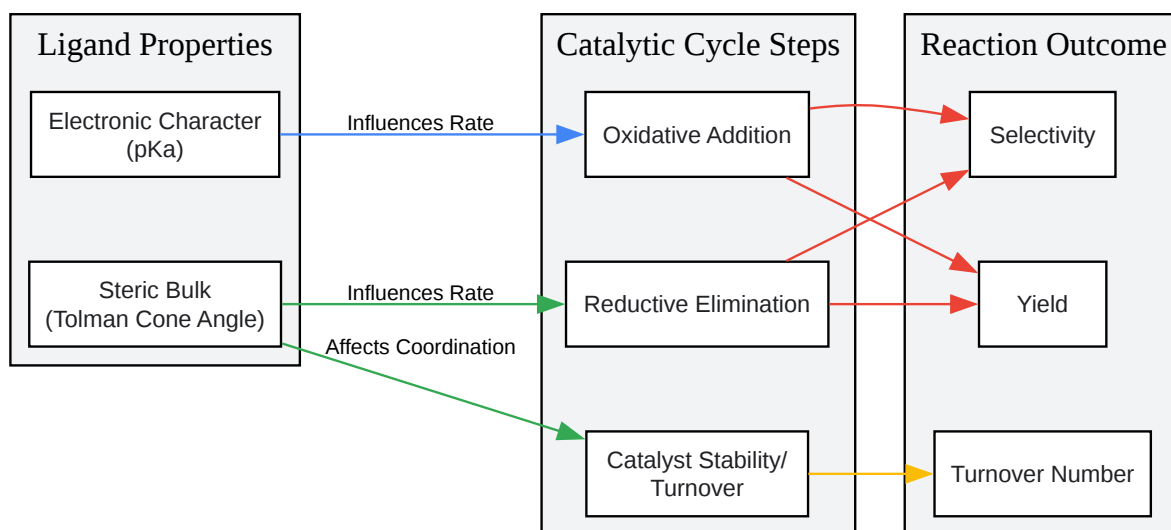 Ligand Properties
Electronic Character
(pKa)
Steric Bulk
(Tolman Cone Angle)
Influences Rate
Influences Rate
Affects Coordination
Catalytic Cycle Steps
Oxidative Addition
Reductive Elimination
Catalyst Stability/
Turnover
Reaction Outcome
Selectivity
Yield
Turnover Number